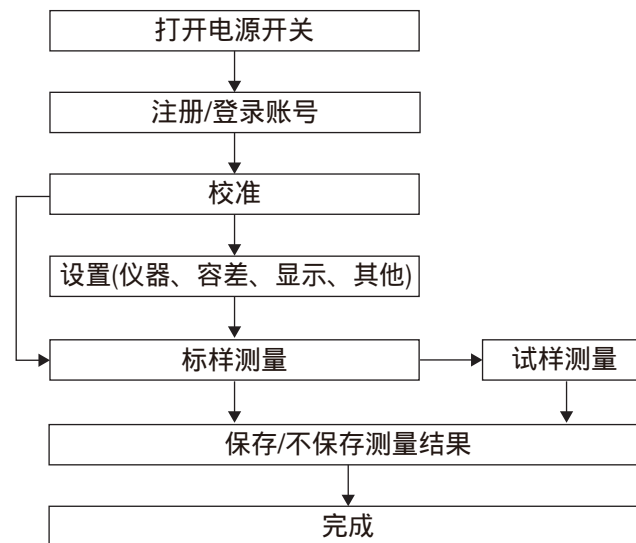 打开电源开关
注册/登录账号
校准
设置(仪器、容差、显示、其他)
标样测量
试样测量
保存/不保存测量结果
完成